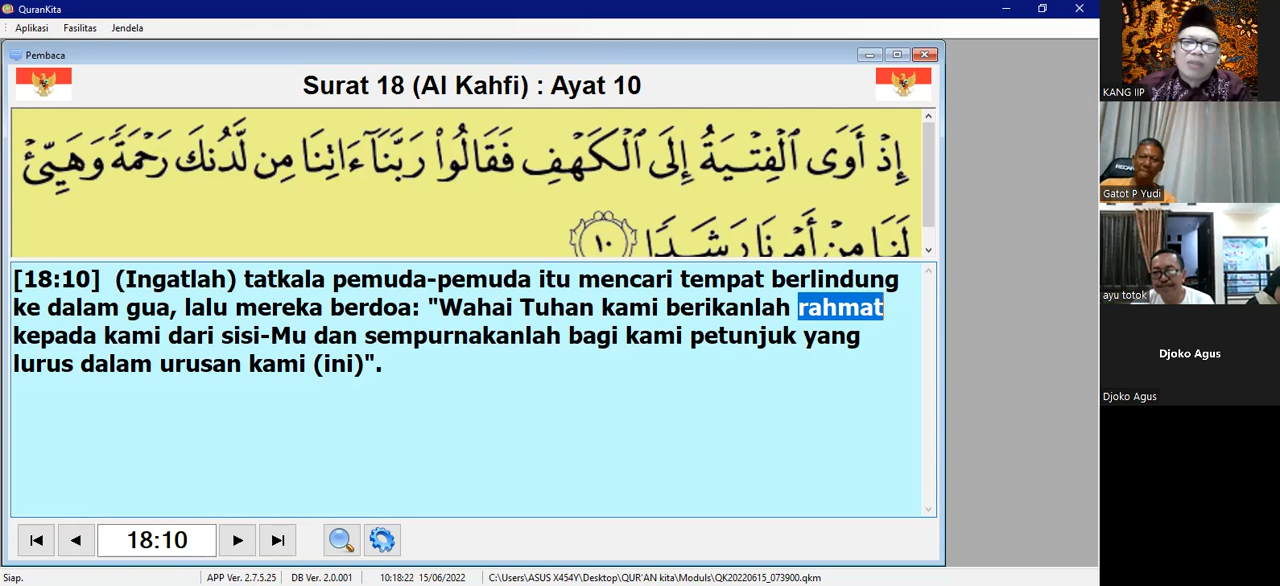 QuranKita
Aplikasi Fasilitas Jendela
Pembaca
Surat 18 (Al Kahfi) : Ayat 10
إِذْ أَوَى ٱلْفِتْيَةُ إِلَى ٱلْكَهْفِ فَقَالُوا۟ رَبَّنَآ ءَاتِنَا مِن لَّدُنكَ رَحْمَةً وَهَيِّئْ
لَنَا مِنْ أَمْرِنَا رَشَدًا ١٠
[18:10] (Ingatlah) tatkala pemuda-pemuda itu mencari tempat berlindung
ke dalam gua, lalu mereka berdoa: "Wahai Tuhan kami berikanlah rahmat
kepada kami dari sisi-Mu dan sempurnakanlah bagi kami petunjuk yang
lurus dalam urusan kami (ini)".
18:10
Siap. APP Ver. 2.7.5.25 DB Ver. 2.0.001 10:18:22 15/06/2022 C:\Users\ASUS X454Y\Desktop\QUR'AN kita\Moduls\QK20220615_073900.qkm
KANG IIP
Gatot P Yudi
ayu totok
Djoko Agus
Djoko Agus